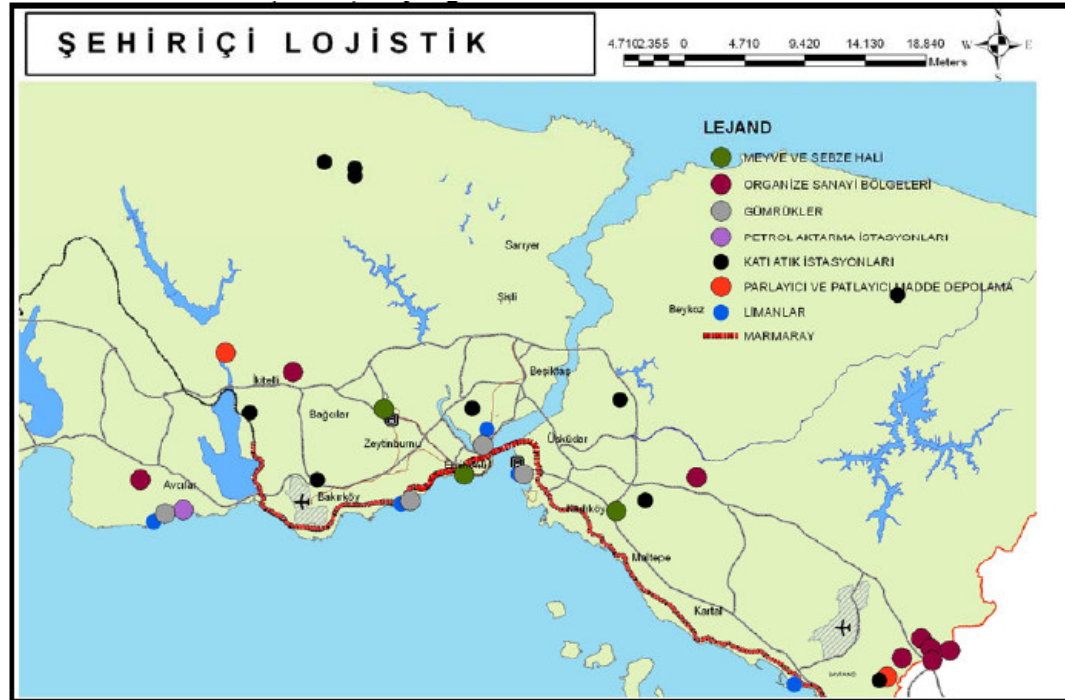 ŞEHİRİÇİ LOJİSTİK
4.710 2.355 0 4.710 9.420 14.130 18.840
Meters
N
W E
S
LEJAND
MEYVE VE SEBZE HALİ
ORGANİZE SANAYİ BÖLGELERİ
GÜMRÜKLER
PETROL AKTARMA İSTASYONLARI
KATI ATIK İSTASYONLARI
PARLAYICI VE PATLAYICI MADDE DEPOLAMA
LİMANLAR
MARMARAY
Sarıyer
Şişli
Beykoz
Beşiktaş
İkitelli
Bağcılar
Zeytinburnu
Üsküdar
Avcılar
Bakırköy
Kadıköy
Maltepe
Kartal